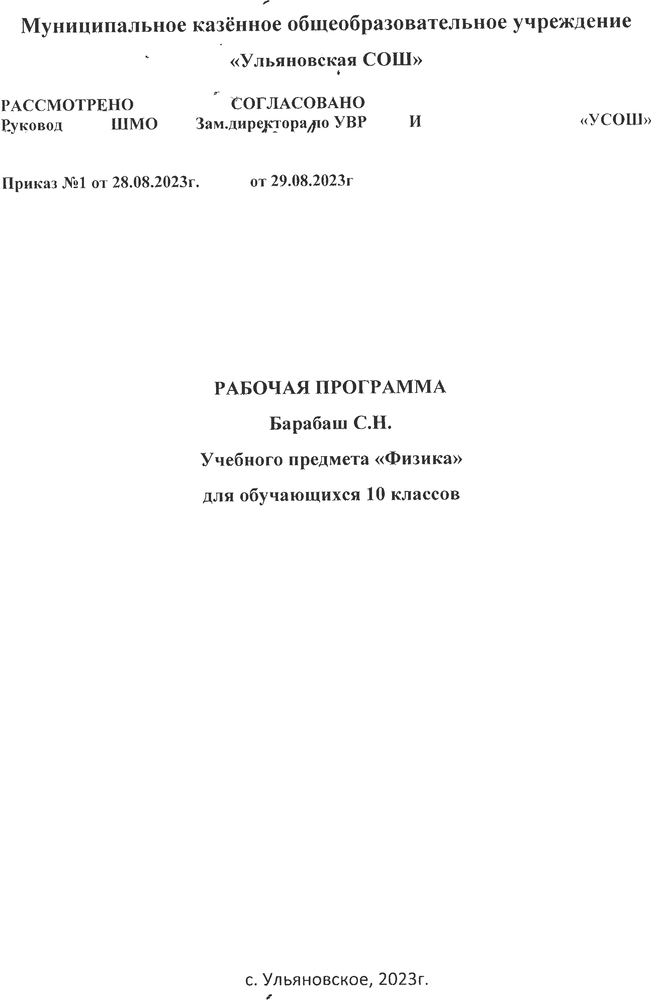 Муниципальное казённое общеобразовательное учреждение
«Ульяновская СОШ»
РАССМОТРЕНО СОГЛАСОВАНО
Руковод ШМО Зам.директора по УВР И «УСОШ»
Приказ №1 от 28.08.2023г. от 29.08.2023г
РАБОЧАЯ ПРОГРАММА
Барабаш С.Н.
Учебного предмета «Физика»
для обучающихся 10 классов
с. Ульяновское, 2023г.